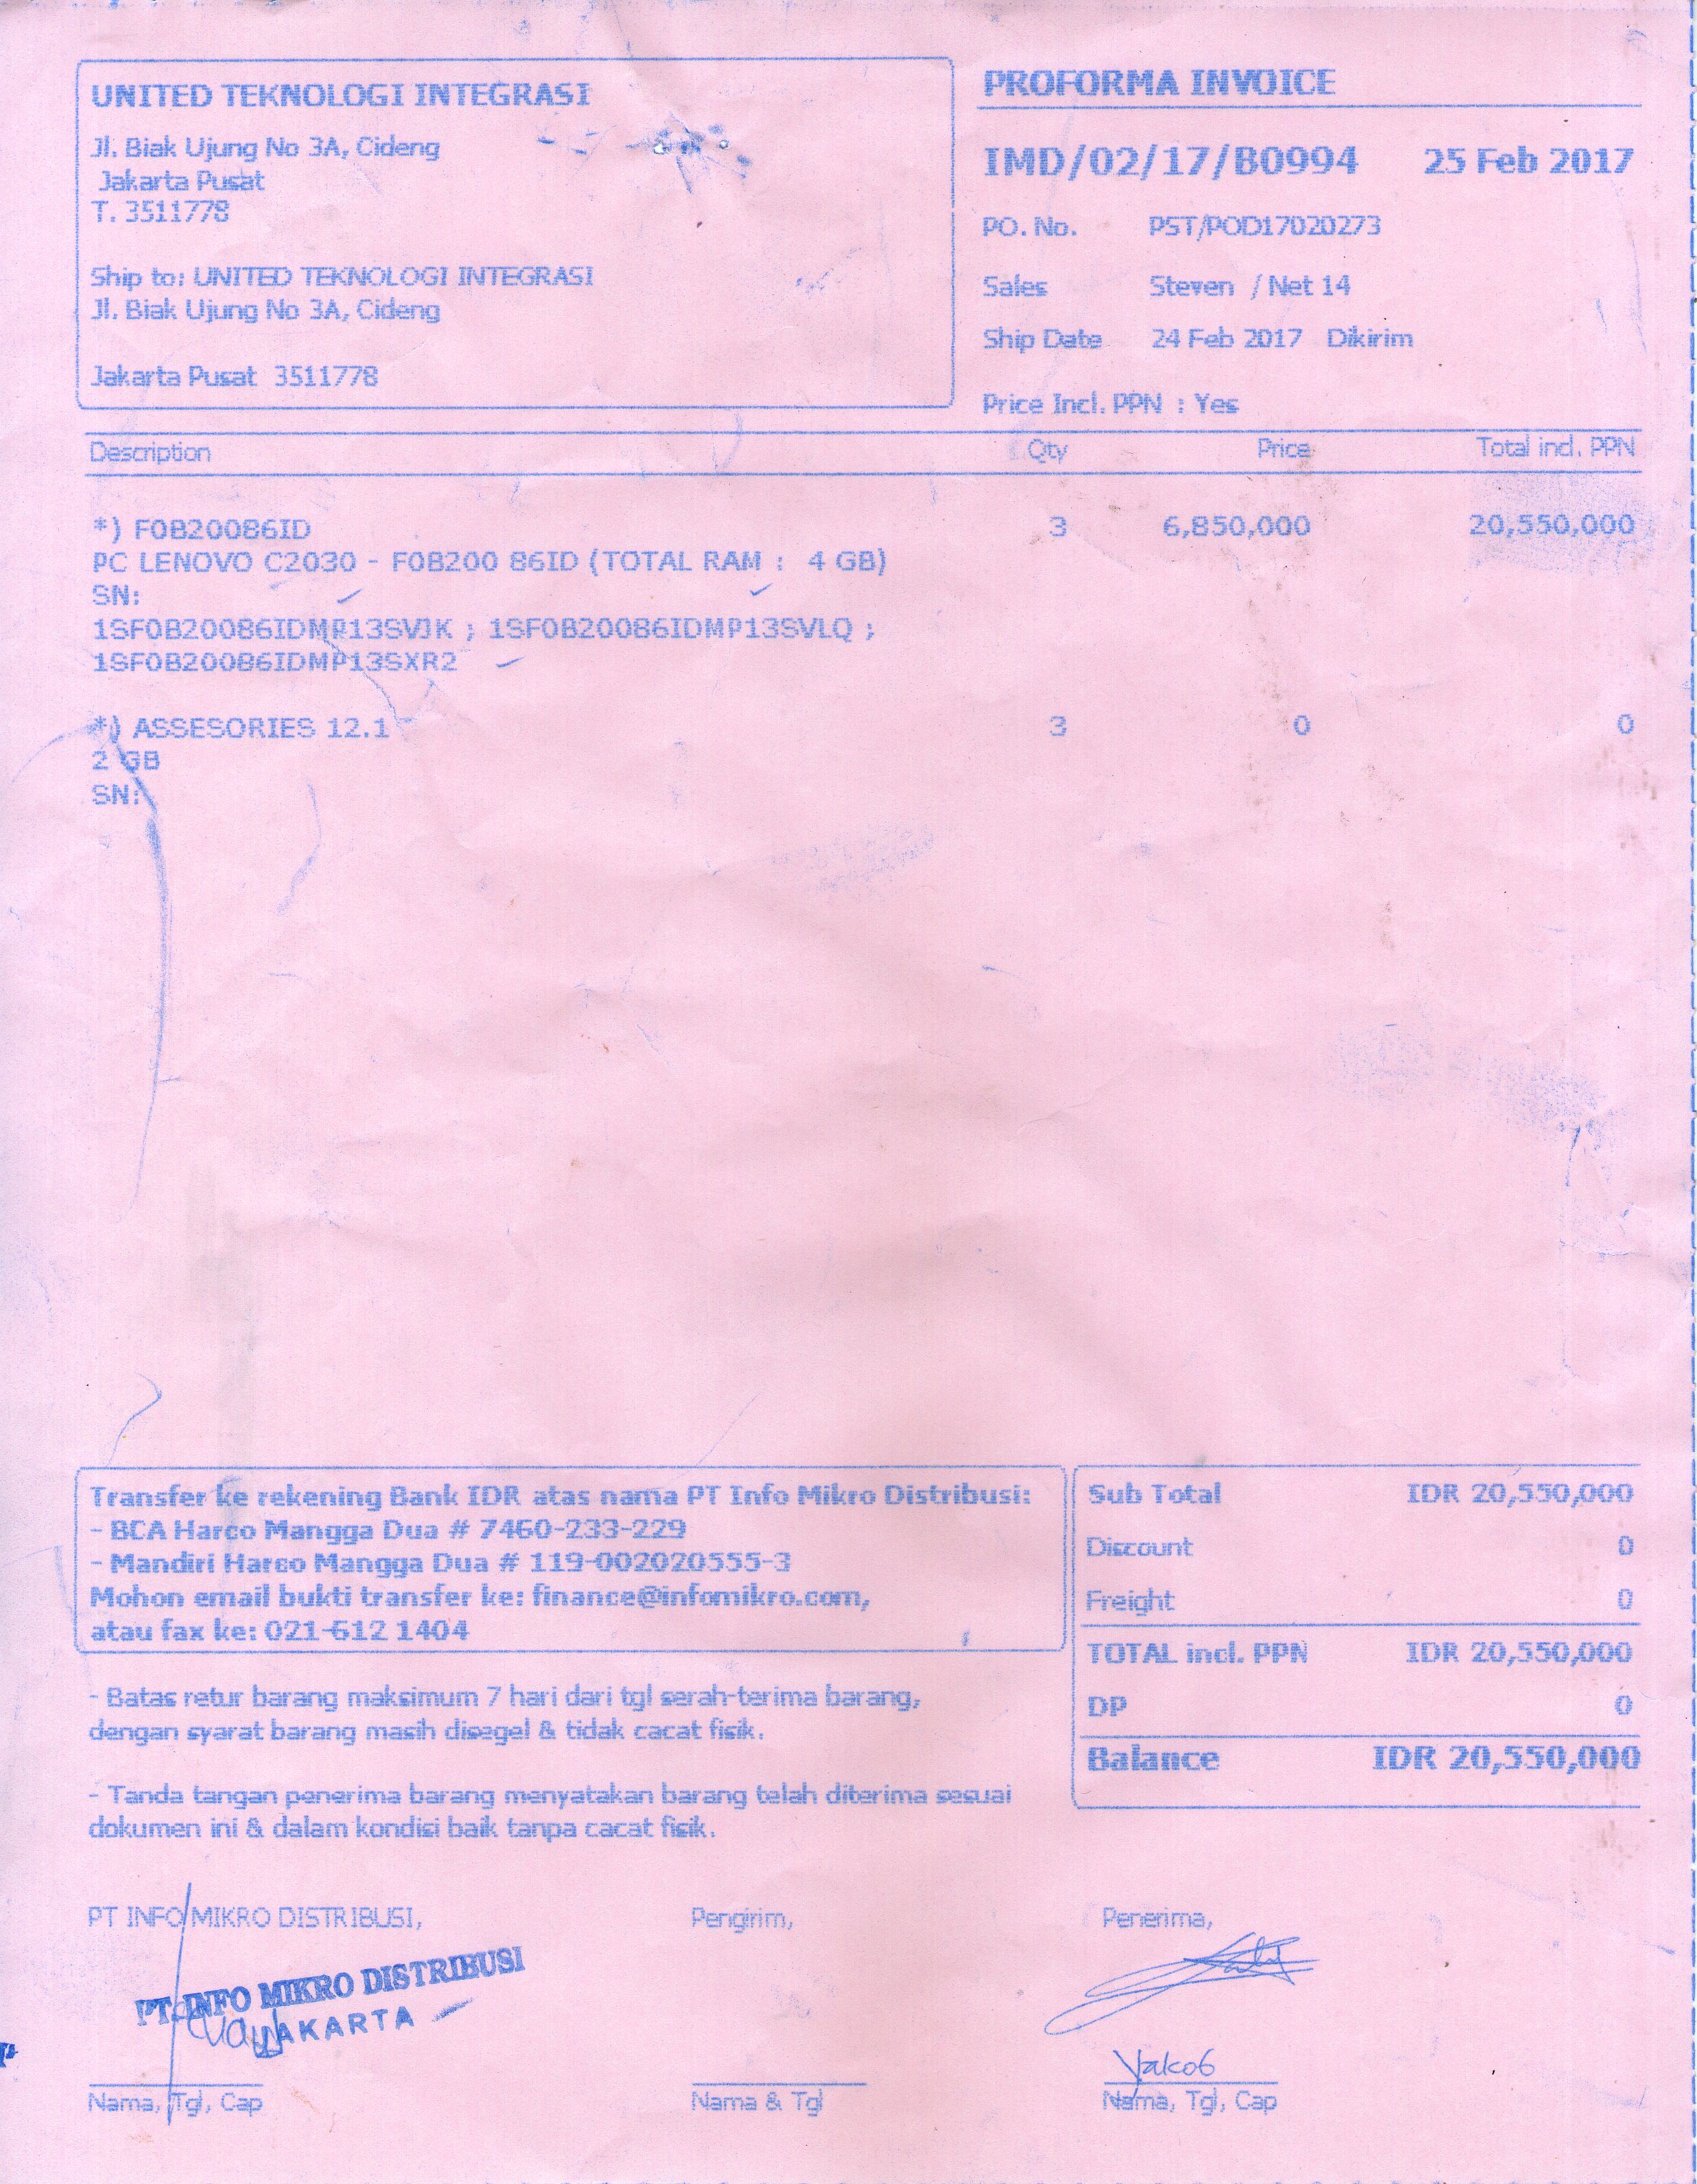 UNITED TEKNOLOGI INTEGRASI
Jl. Biak Ujung No 3A, Cideng
Jakarta Pusat
T. 3511778
Ship to: UNITED TEKNOLOGI INTEGRASI
Jl. Biak Ujung No 3A, Cideng
Jakarta Pusat 3511778
PROFORMA INVOICE
IMD/02/17/B0994 25 Feb 2017
PO. No. PST/POD17020273
Sales Steven / Net 14
Ship Date 24 Feb 2017 Dikirim
Price Incl. PPN : Yes
Description Qty Price Total incl. PPN
*) F0B20086ID 3 6,850,000 20,550,000
PC LENOVO C2030 - F0B200 86ID (TOTAL RAM : 4 GB)
SN:
1SF0B20086IDMP13SVJK ; 1SF0B20086IDMP13SVLQ ;
1SF0B20086IDMP13SXR2
*) ASSESORIES 12.1 3 0 0
2 GB
SN:
Transfer ke rekening Bank IDR atas nama PT Info Mikro Distribusi:
- BCA Harco Mangga Dua # 7460-233-229
- Mandiri Harco Mangga Dua # 119-002020555-3
Mohon email bukti transfer ke: finance@infomikro.com,
atau fax ke: 021-612 1404
Sub Total IDR 20,550,000
Discount 0
Freight 0
TOTAL incl. PPN IDR 20,550,000
DP 0
Balance IDR 20,550,000
- Batas retur barang maksimum 7 hari dari tgl serah-terima barang,
dengan syarat barang masih disegel & tidak cacat fisik.
- Tanda tangan penerima barang menyatakan barang telah diterima sesuai
dokumen ini & dalam kondisi baik tanpa cacat fisik.
PT INFO MIKRO DISTRIBUSI, Pengirim, Penerima,
PT. INFO MIKRO DISTRIBUSI
JAKARTA
Yakob
Nama, Tgl, Cap Nama & Tgl Nama, Tgl, Cap